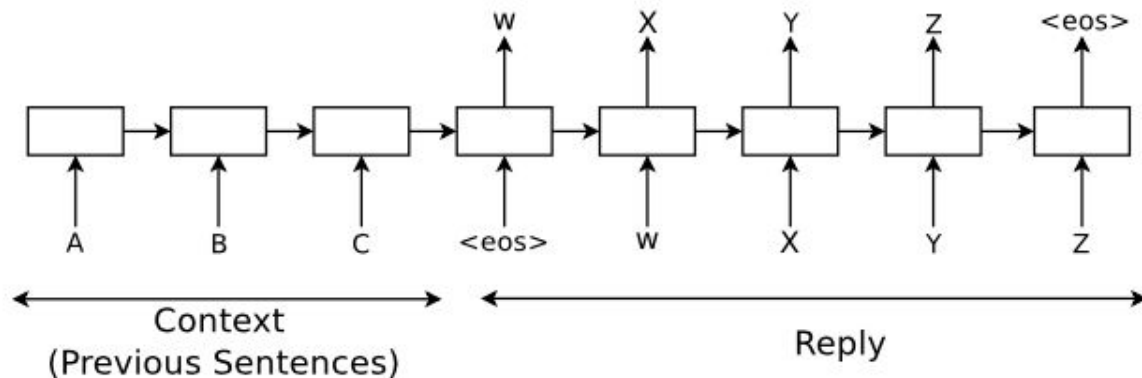 W X Y Z <eos>
A B C <eos> W X Y Z
Context
(Previous Sentences)
Reply